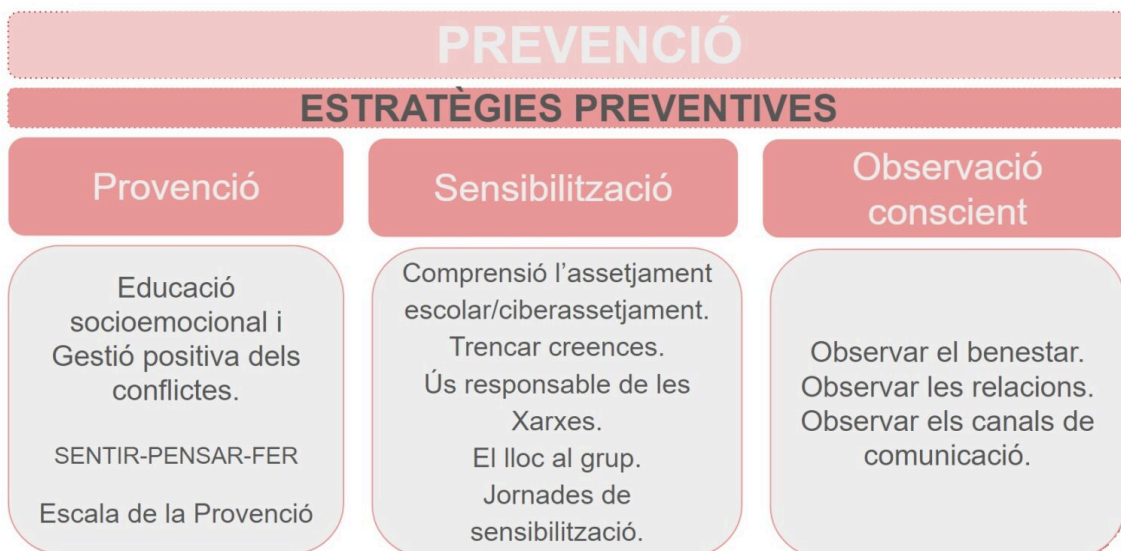 PREVENCIÓ
ESTRATÈGIES PREVENTIVES
Provenció
Educació
socioemocional i
Gestió positiva dels
conflictes.
SENTIR-PENSAR-FER
Escala de la Provenció
Sensibilització
Comprensió l’assetjament
escolar/ciberassetjament.
Trencar creences.
Ús responsable de les
Xarxes.
El lloc al grup.
Jornades de
sensibilització.
Observació
conscient
Observar el benestar.
Observar les relacions.
Observar els canals de
comunicació.